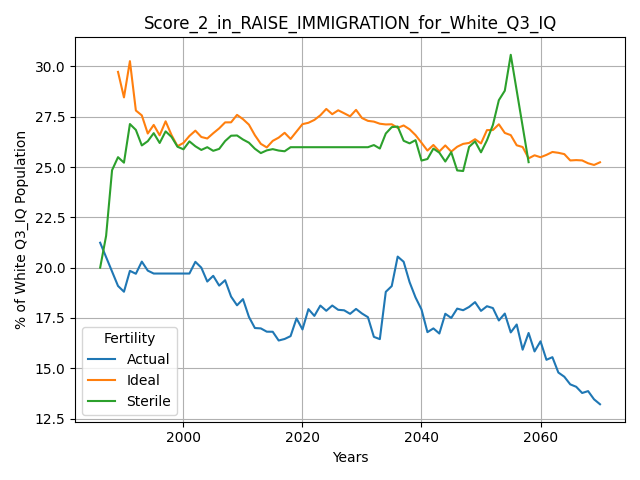 Score_2_in_RAISE_IMMIGRATION_for_White_Q3_IQ
% of White Q3_IQ Population
30.0
27.5
25.0
22.5
20.0
17.5
15.0
12.5
Fertility
Actual
Ideal
Sterile
2000 2020 2040 2060
Years